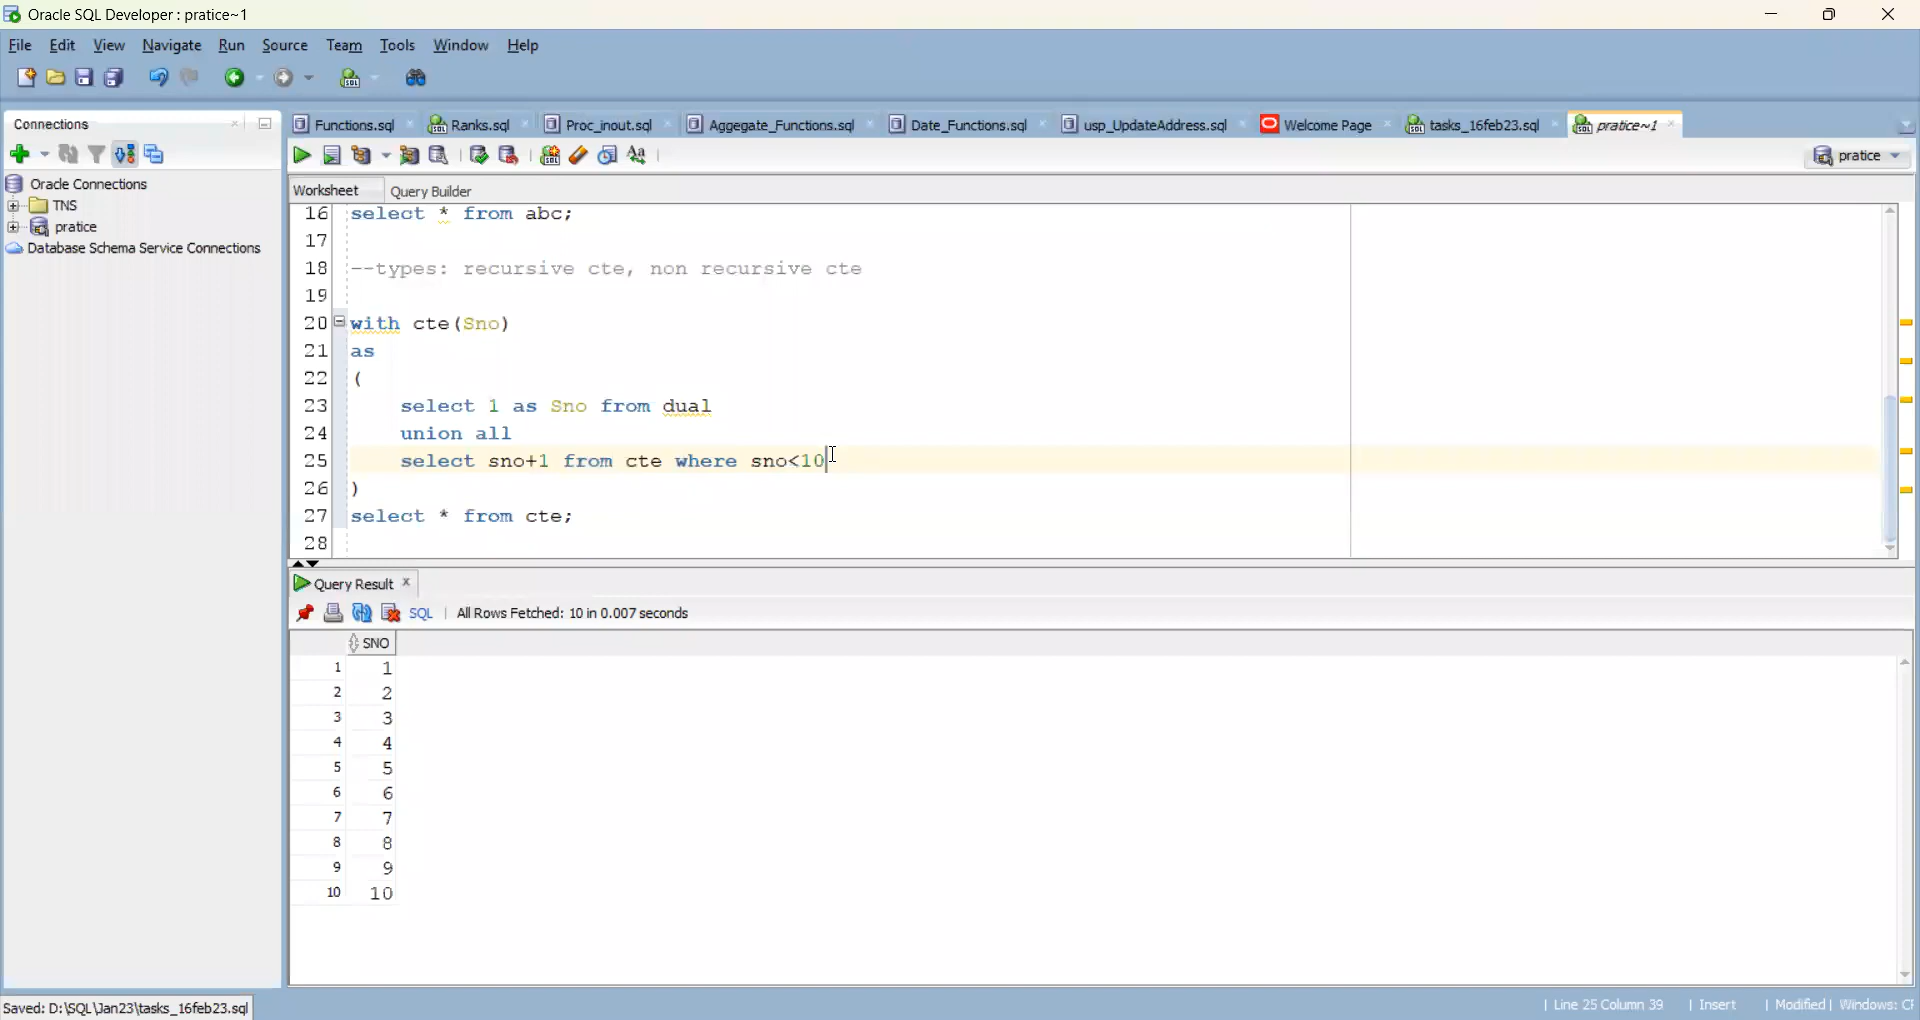 Oracle SQL Developer : pratice~1
File Edit View Navigate Run Source Team Tools Window Help
Connections
Functions.sql Ranks.sql Proc_inout.sql Aggegate_Functions.sql Date_Functions.sql usp_UpdateAddress.sql Welcome Page tasks_16feb23.sql pratice~1
pratice
Oracle Connections
TNS
pratice
Database Schema Service Connections
Worksheet Query Builder
16 select * from abc;
17
18 --types: recursive cte, non recursive cte
19
20 with cte(Sno)
21 as
22 (
23 select 1 as Sno from dual
24 union all
25 select sno+1 from cte where sno<10
26 )
27 select * from cte;
28
Query Result
SQL All Rows Fetched: 10 in 0.007 seconds
SNO
1 1
2 2
3 3
4 4
5 5
6 6
7 7
8 8
9 9
10 10
Saved: D:\SQL\Jan23\tasks_16feb23.sql
Line 25 Column 39 | Insert | Modified | Windows: C